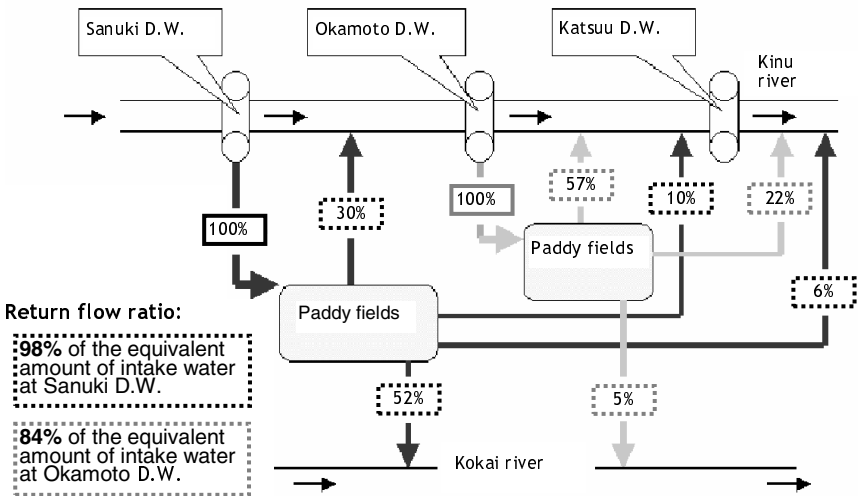 Sanuki D.W.
Okamoto D.W.
Katsuu D.W.
Kinu
river
100%
30%
100%
57%
10%
22%
Paddy fields
6%
Paddy fields
Return flow ratio:
98% of the equivalent
amount of intake water
at Sanuki D.W.
52%
5%
84% of the equivalent
amount of intake water
at Okamoto D.W.
Kokai river